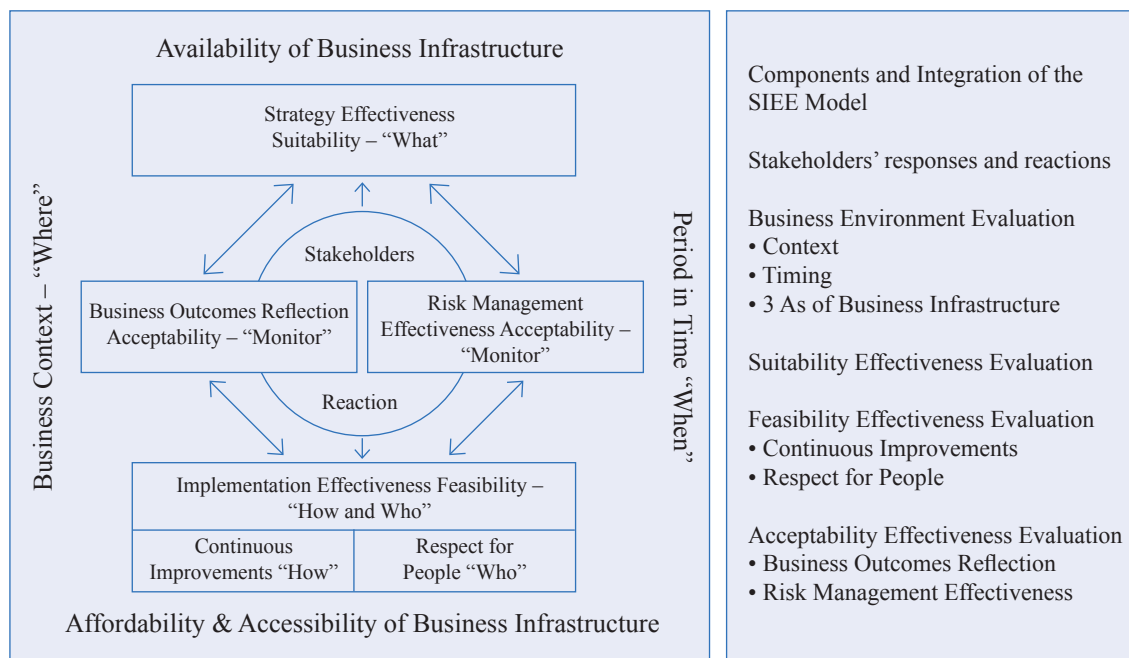 Availability of Business Infrastructure
Strategy Effectiveness
Suitability – “What”
Business Context – “Where”
Period in Time “When”
Stakeholders
Business Outcomes Reflection
Acceptability – “Monitor”
Risk Management
Effectiveness Acceptability –
“Monitor”
Reaction
Implementation Effectiveness Feasibility –
“How and Who”
Continuous
Improvements “How”
Respect for
People “Who”
Affordability & Accessibility of Business Infrastructure
Components and Integration of the
SIEE Model
Stakeholders’ responses and reactions
Business Environment Evaluation
• Context
• Timing
• 3 As of Business Infrastructure
Suitability Effectiveness Evaluation
Feasibility Effectiveness Evaluation
• Continuous Improvements
• Respect for People
Acceptability Effectiveness Evaluation
• Business Outcomes Reflection
• Risk Management Effectiveness